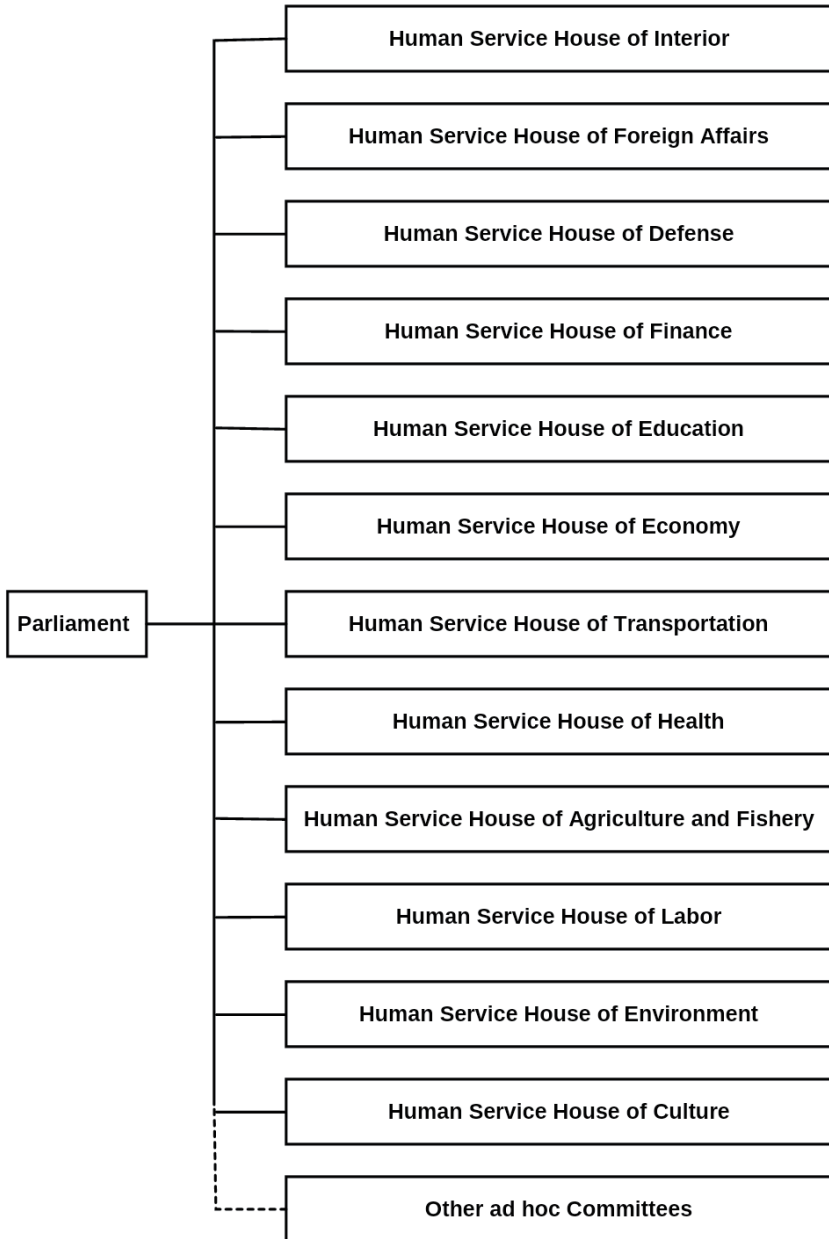 Human Service House of Interior
Human Service House of Foreign Affairs
Human Service House of Defense
Human Service House of Finance
Human Service House of Education
Human Service House of Economy
Parliament
Human Service House of Transportation
Human Service House of Health
Human Service House of Agriculture and Fishery
Human Service House of Labor
Human Service House of Environment
Human Service House of Culture
Other ad hoc Committees